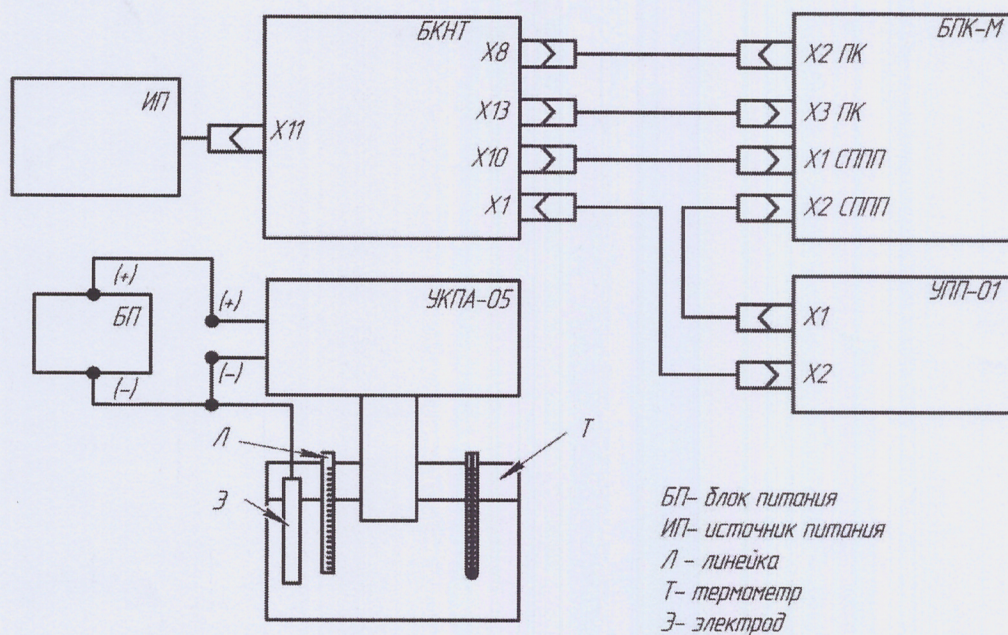 БКНТ
БПК-М
X8
X2 ПК
ИП
X13
X3 ПК
X11
X10
X1 СППП
X1
X2 СППП
(+)
УКПА-05
УПП-01
(+)
БП
X1
(-)
(-)
X2
Л
Т
Э
БП- блок питания
ИП- источник питания
Л - линейка
Т- термометр
Э- электрод